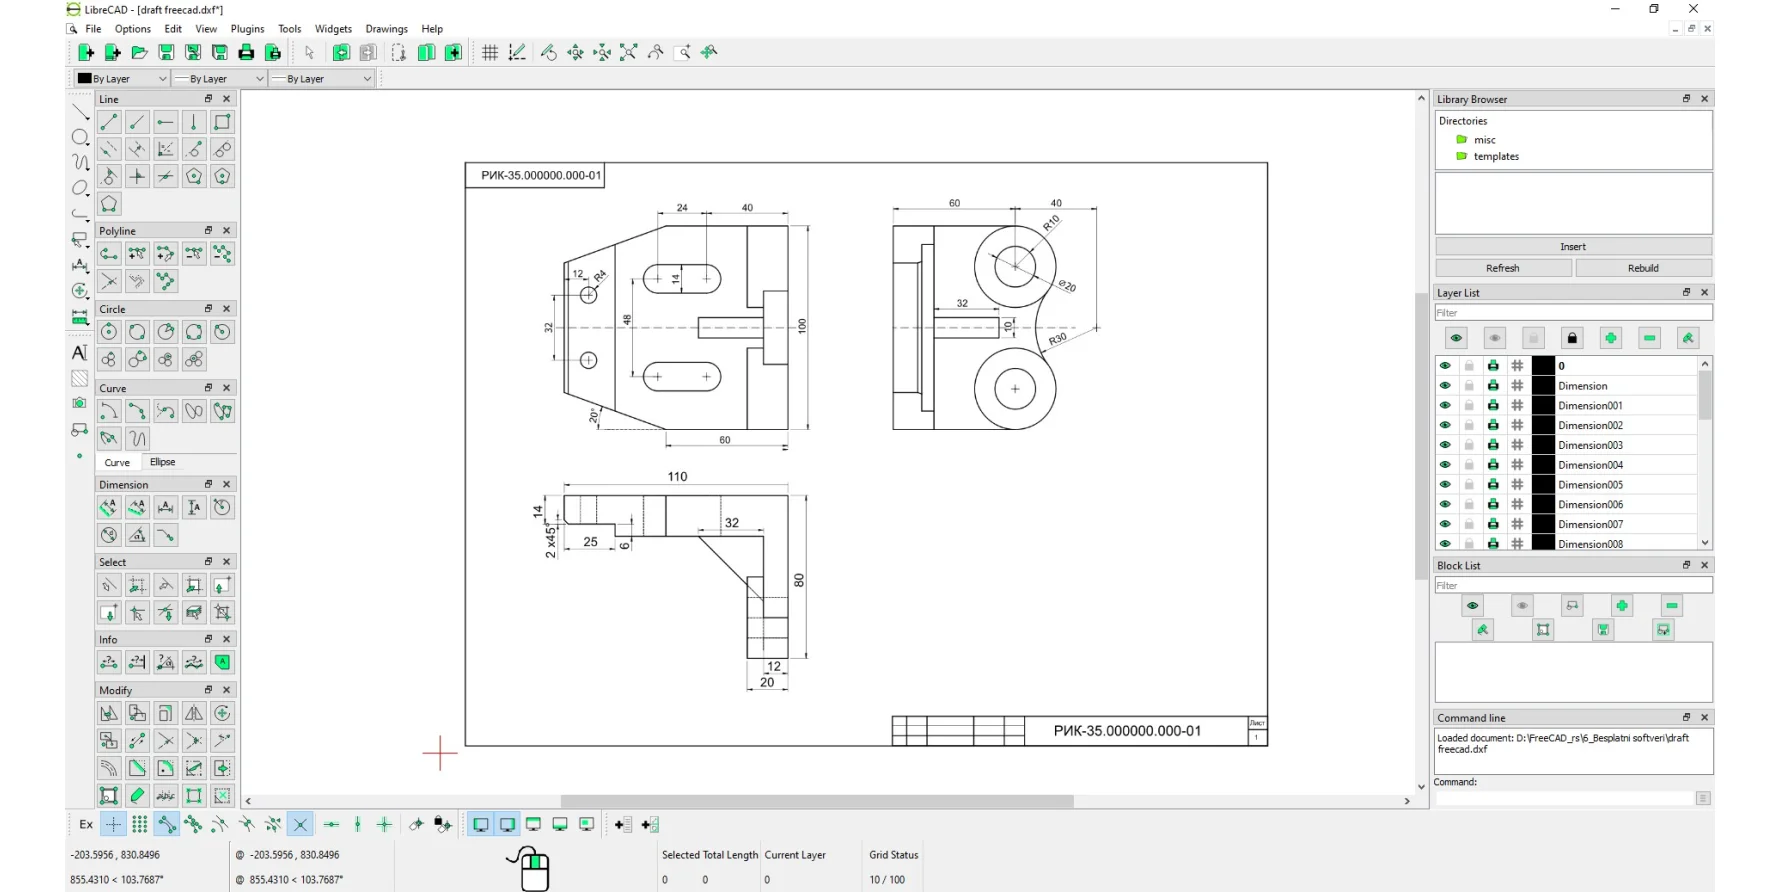 LibreCAD - [draft freecad.dxf*]
File Options Edit View Plugins Tools Widgets Drawings Help
By Layer By Layer By Layer
Line
Polyline
Circle
Curve
Curve Ellipse
Dimension
Select
Info
Modify
РИК-35.000000.000-01
24 40
12 R4
14
32
48
100
20°
60
60 40
R10
⌀20
32
10
R30
110
14
2 x45°
25
6
32
80
12
20
РИК-35.000000.000-01
Лист
1
Library Browser
Directories
misc
templates
Insert
Refresh Rebuild
Layer List
Filter
0
Dimension
Dimension001
Dimension002
Dimension003
Dimension004
Dimension005
Dimension006
Dimension007
Dimension008
Block List
Filter
Command line
Loaded document: D:\FreeCAD_rs\6_Besplatni softveri\draft
freecad.dxf
Command:
Ex
-203.5956 , 830.8496 @ -203.5956 , 830.8496 Selected Total Length Current Layer Grid Status
855.4310 < 103.7687° @ 855.4310 < 103.7687° 0 0 0 10 / 100